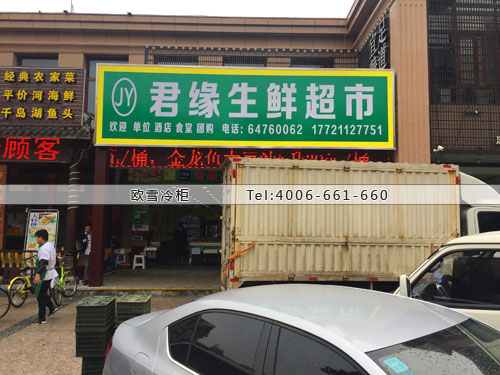 经典农家菜
平价河海鲜
千岛湖鱼头
顾客
JY
君缘生鲜超市
欢迎 单位 酒店 食堂 团购 电话: 64760062 17721127751
欧雪冷柜 Tel:4006-661-660